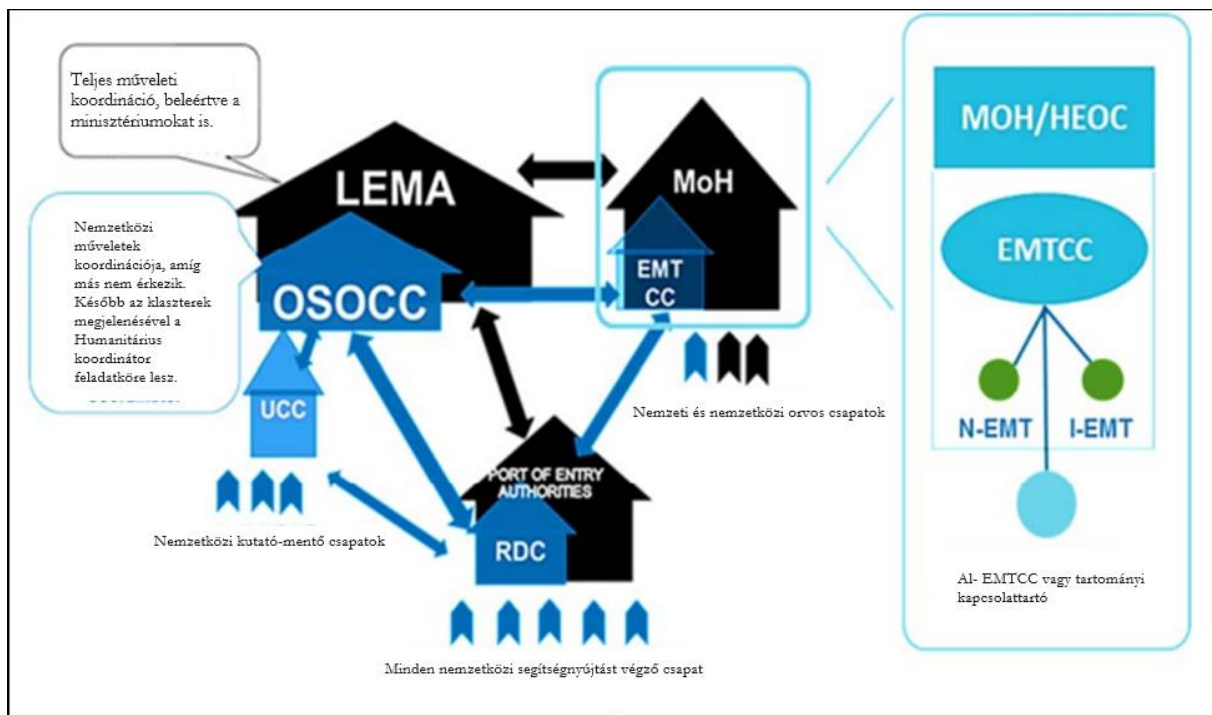 Teljes műveleti
koordináció, beleértve a
minisztériumokat is.
LEMA
MoH
Nemzetközi
műveletek
koordinációja, amíg
más nem érkezik.
Később az klaszterek
megjelenésével a
Humanitárius
koordinátor
feladatköre lesz.
OSOCC
EMT
CC
UCC
Nemzeti és nemzetközi orvos csapatok
PORT OF ENTRY
AUTHORITIES
RDC
Nemzetközi kutató-mentő csapatok
Minden nemzetközi segítségnyújtást végző csapat
MOH/HEOC
EMTCC
N-EMT
I-EMT
Al- EMTCC vagy tartományi
kapcsolattartó